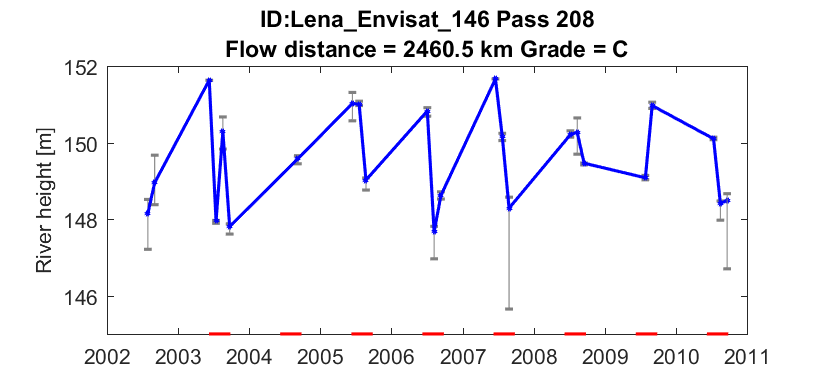 ID:Lena_Envisat_146 Pass 208
Flow distance = 2460.5 km Grade = C
152
150
148
146
River height [m]
2002 2003 2004 2005 2006 2007 2008 2009 2010 2011